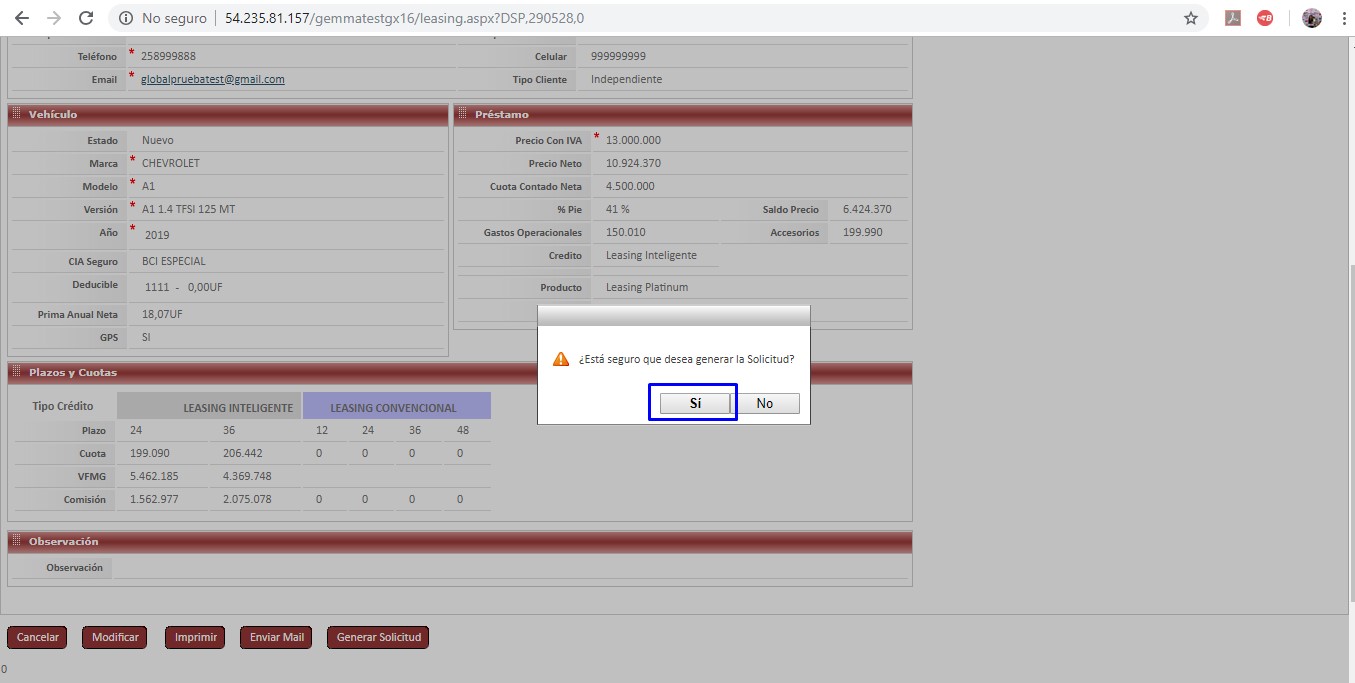 No seguro | 54.235.81.157/gemmatestgx16/leasing.aspx?DSP,290528,0
Teléfono * 258999888 Celular 999999999
Email * globalpruebatest@gmail.com Tipo Cliente Independiente
Vehículo
Estado Nuevo
Marca * CHEVROLET
Modelo * A1
Versión * A1 1.4 TFSI 125 MT
Año * 2019
CIA Seguro BCI ESPECIAL
Deducible 1111 - 0,00UF
Prima Anual Neta 18,07UF
GPS SI
Préstamo
Precio Con IVA * 13.000.000
Precio Neto 10.924.370
Cuota Contado Neta 4.500.000
% Pie 41 % Saldo Precio 6.424.370
Gastos Operacionales 150.010 Accesorios 199.990
Credito Leasing Inteligente
Producto Leasing Platinum
¿Está seguro que desea generar la Solicitud?
Sí No
Plazos y Cuotas
Tipo Crédito LEASING INTELIGENTE LEASING CONVENCIONAL
Plazo 24 36 12 24 36 48
Cuota 199.090 206.442 0 0 0 0
VFMG 5.462.185 4.369.748
Comisión 1.562.977 2.075.078 0 0 0 0
Observación
Observación
Cancelar Modificar Imprimir Enviar Mail Generar Solicitud
0